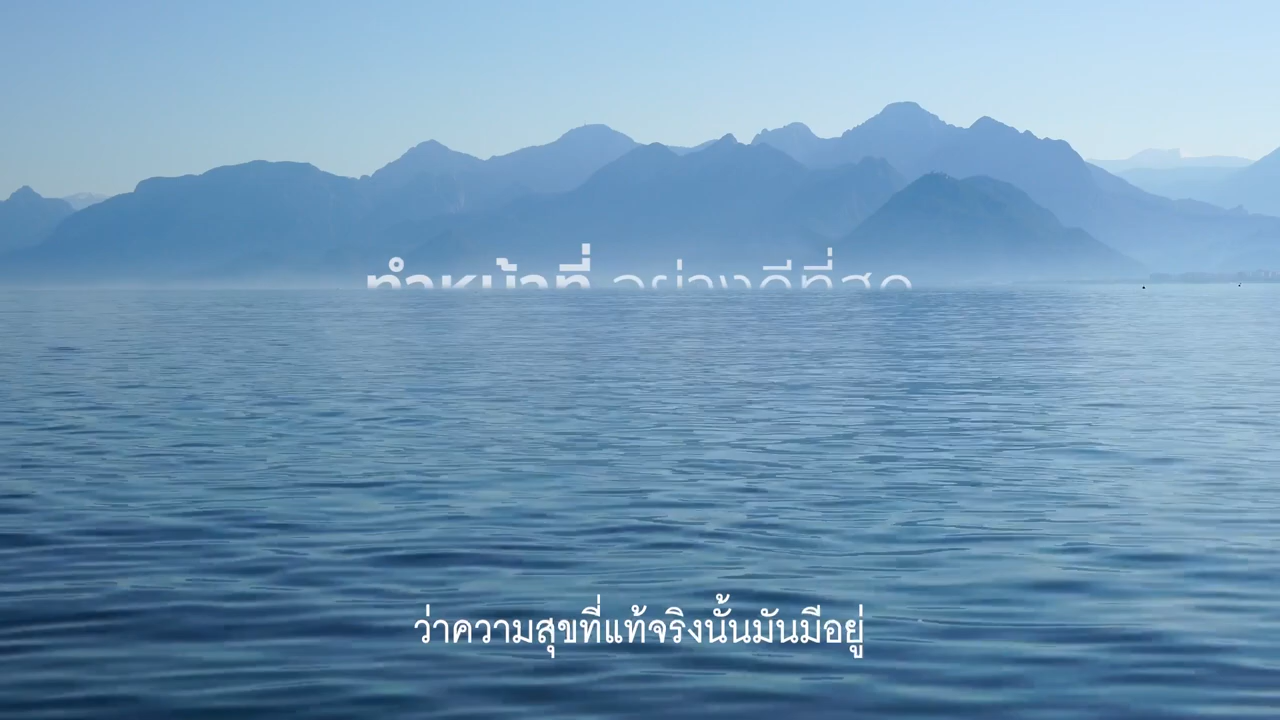 ทำหน้าที่ อย่างดีที่สุด
ว่าความสุขที่แท้จริงนั้นมันมีอยู่